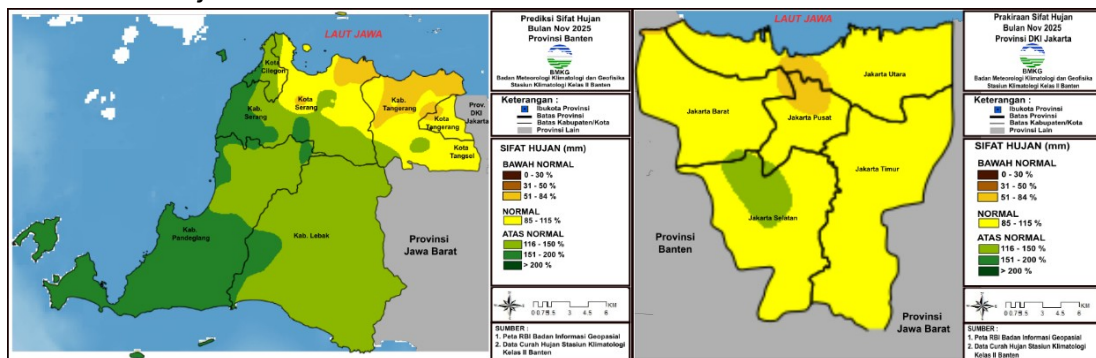 LAUT JAWA
Kota Cilegon
Kab. Serang
Kota Serang
Kab. Tangerang
Kota Tangerang
Kota Tangsel
Prov. DKI Jakarta
Kab. Pandeglang
Kab. Lebak
Provinsi Jawa Barat
Prediksi Sifat Hujan
Bulan Nov 2025
Provinsi Banten
BMKG
Badan Meteorologi Klimatologi dan Geofisika
Stasiun Klimatologi Kelas II Banten
Keterangan :
Ibukota Provinsi
Batas Provinsi
Batas Kabupaten/Kota
Provinsi Lain
SIFAT HUJAN (mm)
BAWAH NORMAL
0 - 30 %
31 - 50 %
51 - 84 %
NORMAL
85 - 115 %
ATAS NORMAL
116 - 150 %
151 - 200 %
> 200 %
SUMBER :
1. Peta RBI Badan Informasi Geopasial
2. Data Curah Hujan Stasiun Klimatologi
Kelas II Banten
LAUT JAWA
Jakarta Utara
Jakarta Barat
Jakarta Pusat
Jakarta Timur
Jakarta Selatan
Provinsi
Banten
Provinsi
Jawa Barat
Prakiraan Sifat Hujan
Bulan Nov 2025
Provinsi DKI Jakarta
BMKG
Badan Meteorologi Klimatologi dan Geofisika
Stasiun Klimatologi Kelas II Banten
Keterangan :
Ibukota Provinsi
Batas Provinsi
Batas Kabupaten/Kota
Provinsi Lain
SIFAT HUJAN (mm)
BAWAH NORMAL
0 - 30 %
31 - 50 %
51 - 84 %
NORMAL
85 - 115 %
ATAS NORMAL
116 - 150 %
151 - 200 %
> 200 %
SUMBER :
1. Peta RBI Badan Informasi Geopasial
2. Data Curah Hujan Stasiun Klimatologi
Kelas II Banten